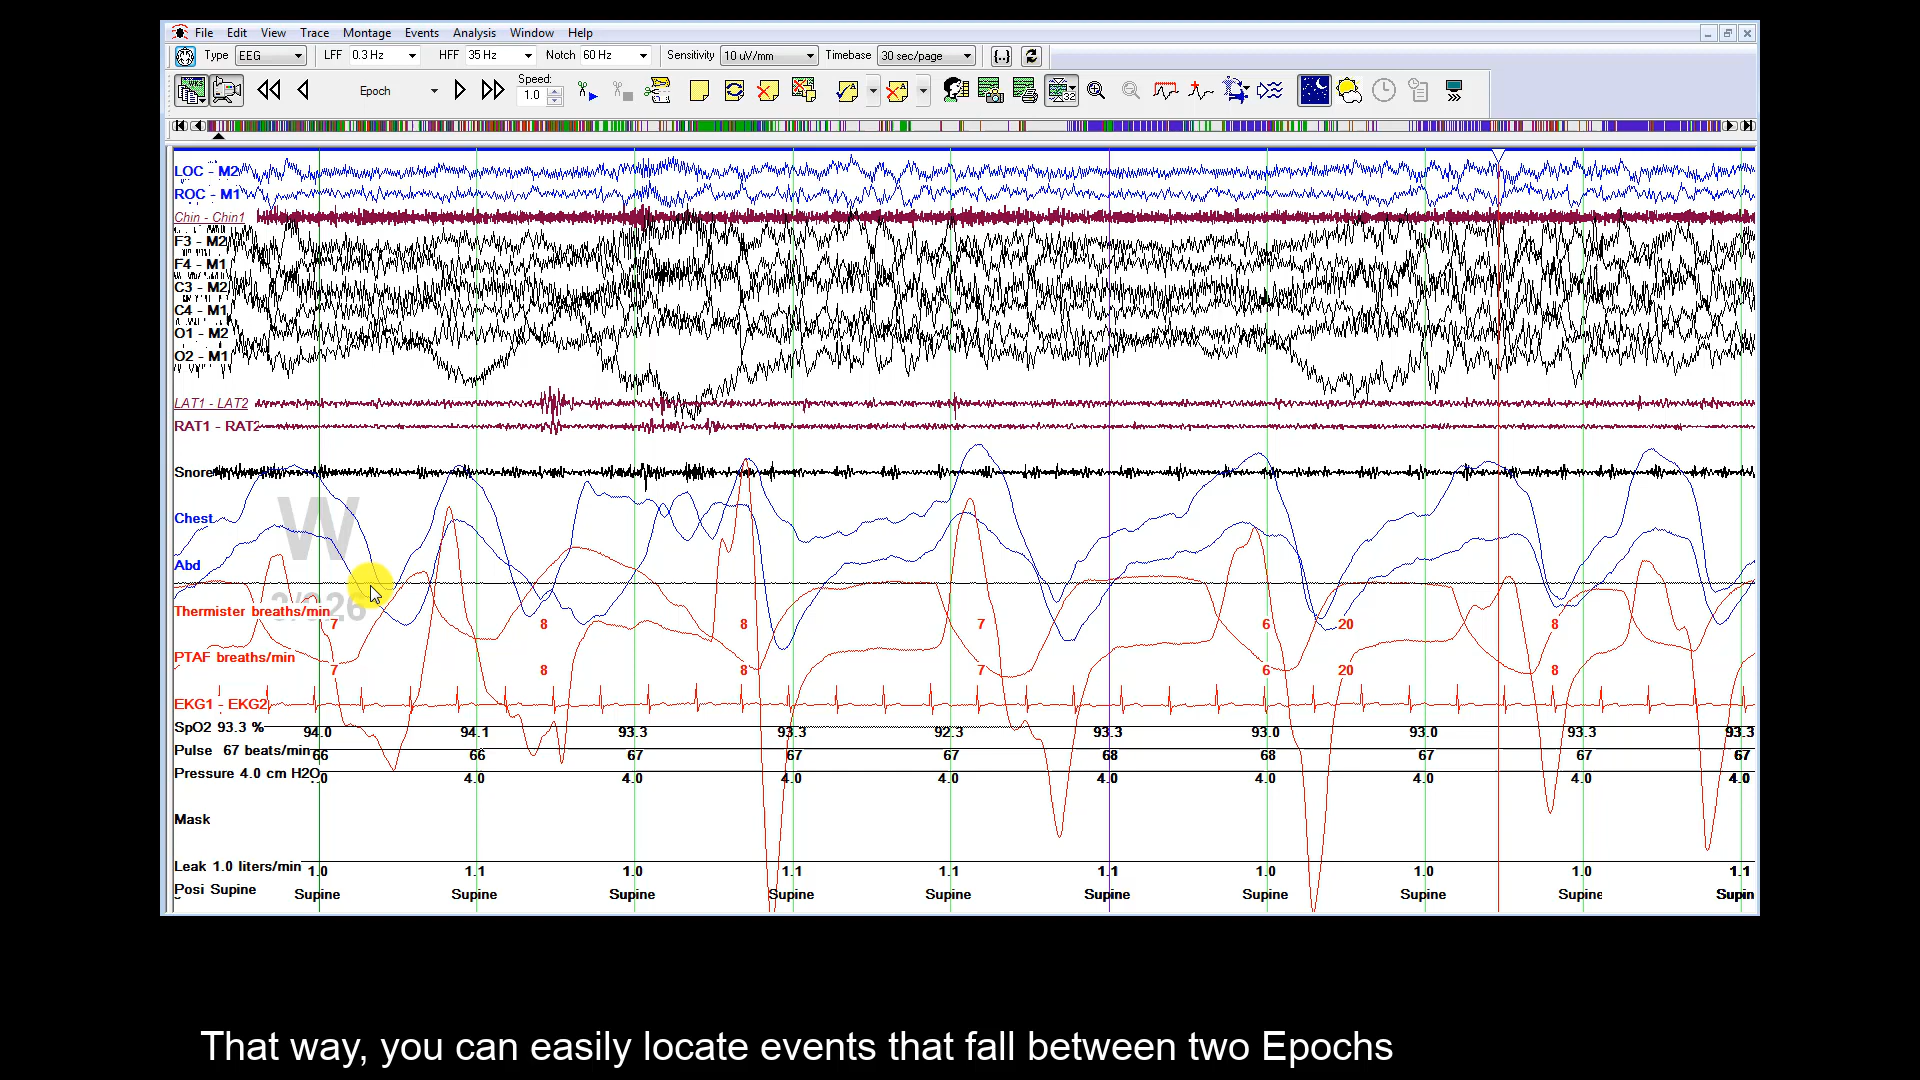 File Edit View Trace Montage Events Analysis Window Help
Type EEG LFF 0.3 Hz HFF 35 Hz Notch 60 Hz Sensitivity 10 uV/mm Timebase 30 sec/page {..}
Epoch Speed: 1.0 32
LOC - M2
ROC - M1
Chin - Chin1
F3 - M2
F4 - M1
C3 - M2
C4 - M1
O1 - M2
O2 - M1
LAT1 - LAT2
RAT1 - RAT2
Snore
W
Chest
Abd
Thermister breaths/min
7 8 8 7 6 20 8
PTAF breaths/min
7 8 8 7 6 20 8
EKG1 - EKG2
SpO2 93.3 %
94.0 94.1 93.3 93.3 92.3 93.3 93.0 93.0 93.3 93.3
Pulse 67 beats/min
66 66 67 67 67 68 68 67 67 67
Pressure 4.0 cm H2O
4.0 4.0 4.0 4.0 4.0 4.0 4.0 4.0 4.0
Mask
Leak 1.0 liters/min
1.0 1.1 1.0 1.1 1.1 1.1 1.0 1.0 1.0 1.1
Posi Supine
Supine Supine Supine Supine Supine Supine Supine Supine Supine Supin
That way, you can easily locate events that fall between two Epochs